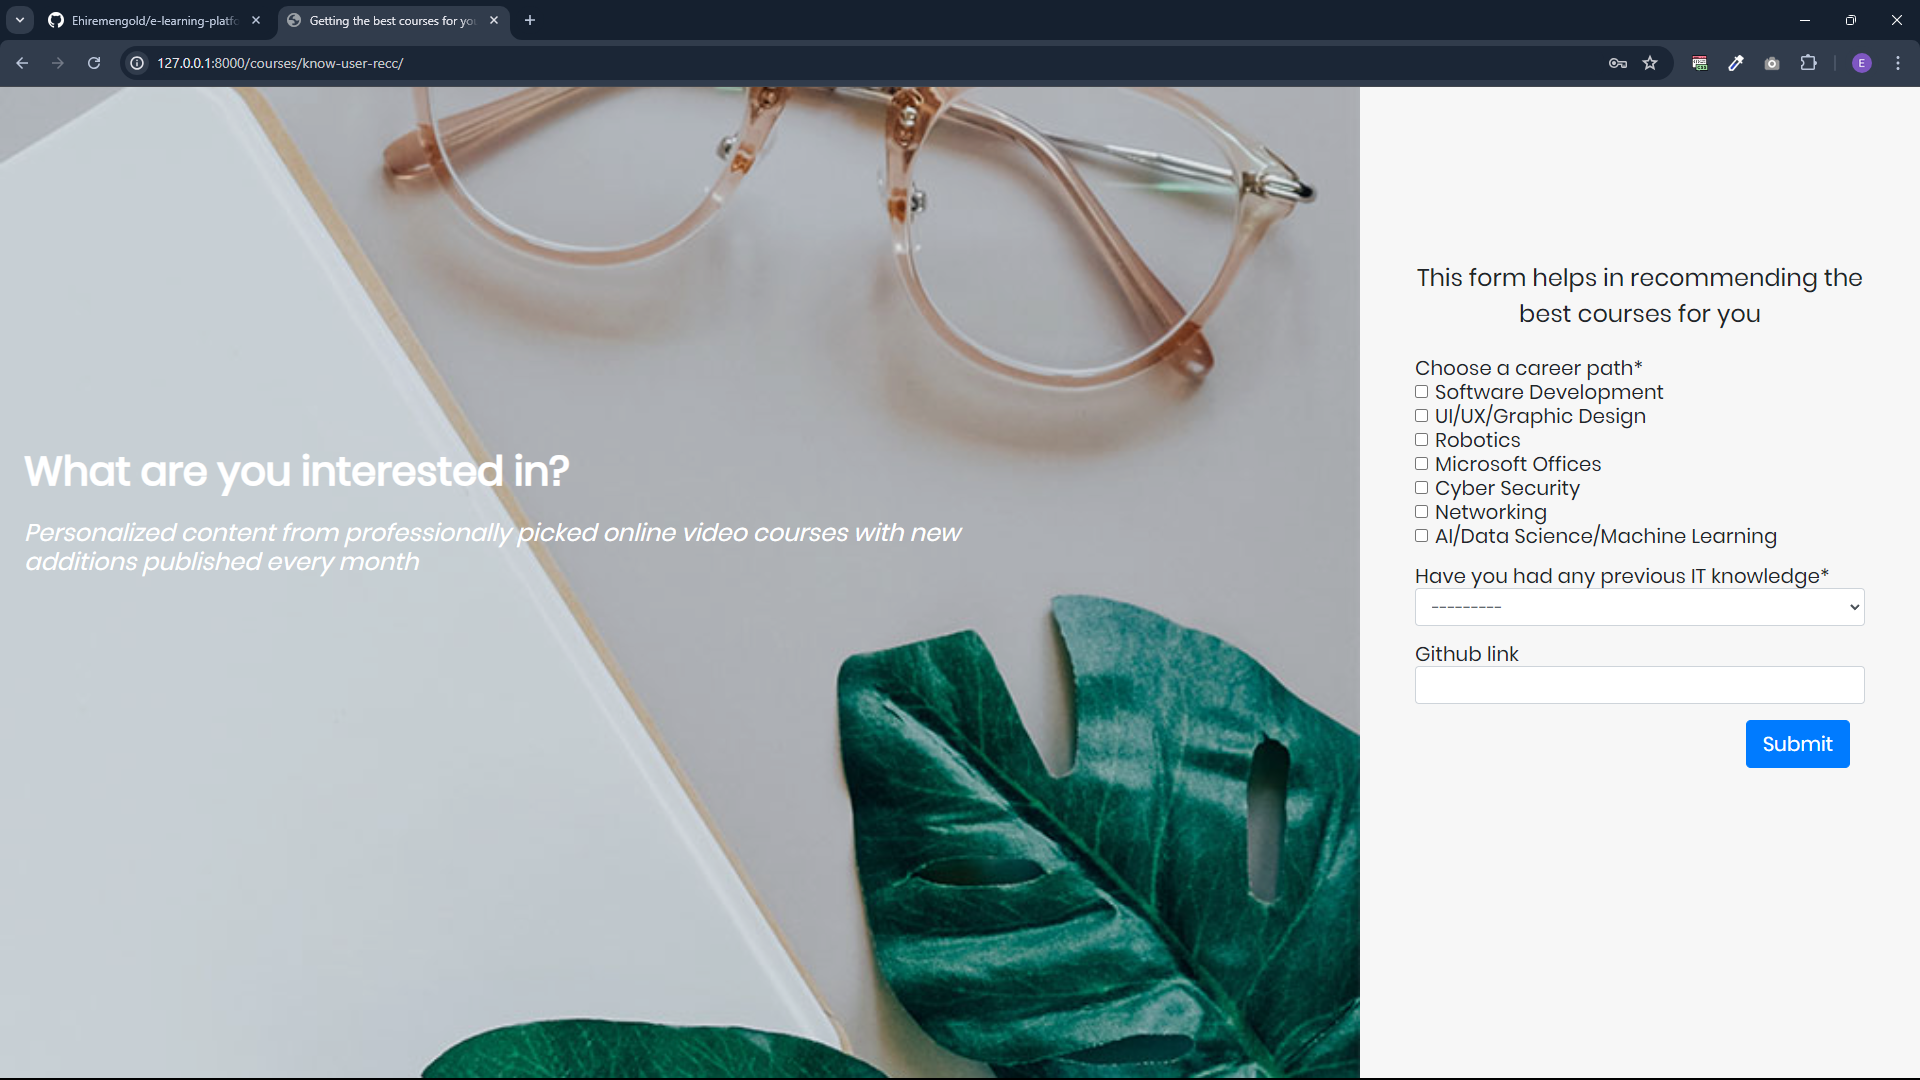 Ehiremengold/e-learning-platfo
Getting the best courses for you
127.0.0.1:8000/courses/know-user-recc/
E
What are you interested in?
Personalized content from professionally picked online video courses with new
additions published every month
This form helps in recommending the
best courses for you
Choose a career path*
Software Development
UI/UX/Graphic Design
Robotics
Microsoft Offices
Cyber Security
Networking
AI/Data Science/Machine Learning
Have you had any previous IT knowledge*
---------
Github link
Submit